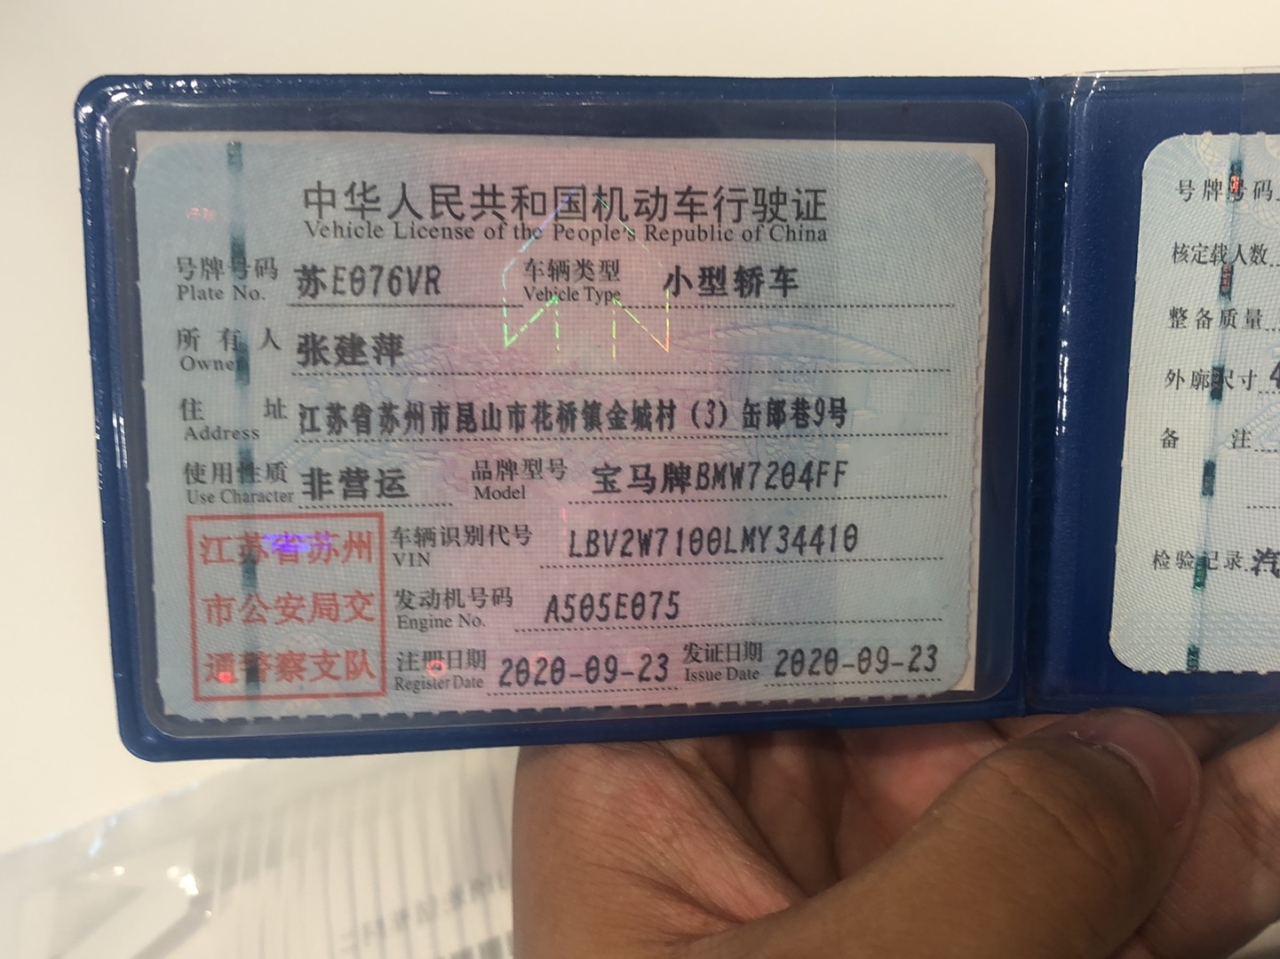 中华人民共和国机动车行驶证
Vehicle License of the People's Republic of China
号牌号码 苏E076VR 车辆类型 小型轿车
Plate No. Vehicle Type
所有人 张建萍
Owner
住址 江苏省苏州市昆山市花桥镇金城村（3）缶郎巷9号
Address
使用性质 非营运 品牌型号 宝马牌BMW7204FF
Use Character Model
江苏省苏州
市公安局交
通警察支队
车辆识别代号 LBV2W7100LMY34410
VIN
发动机号码 A505E075
Engine No.
注册日期 2020-09-23 发证日期 2020-09-23
Register Date Issue Date
号牌号码
核定载人数
整备质量
外廓尺寸 4
备注
检验记录 汽